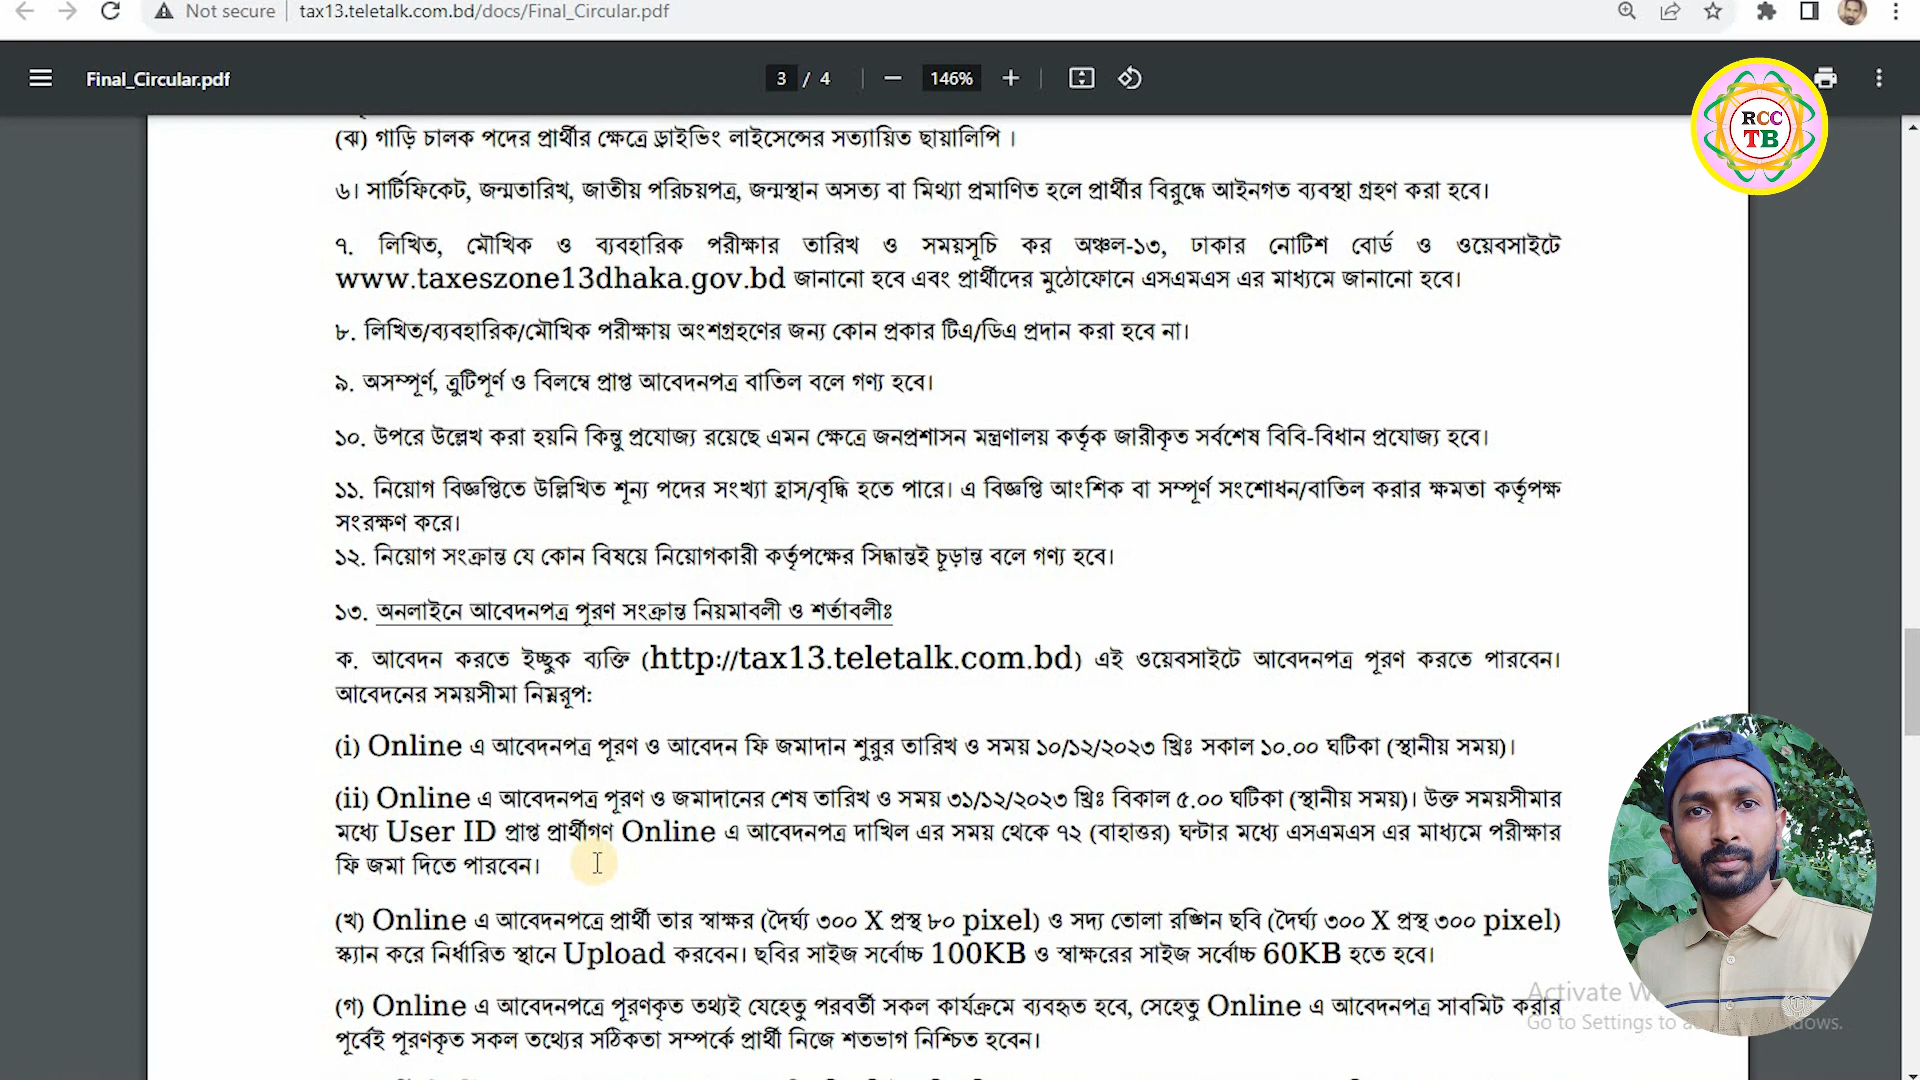 Not secure | tax13.teletalk.com.bd/docs/Final_Circular.pdf
Final_Circular.pdf
3 / 4
146%
RCC
TB
(ঝ) গাড়ি চালক পদের প্রার্থীর ক্ষেত্রে ড্রাইভিং লাইসেন্সের সত্যায়িত ছায়ালিপি ।
৬। সার্টিফিকেট, জন্মতারিখ, জাতীয় পরিচয়পত্র, জন্মস্থান অসত্য বা মিথ্যা প্রমাণিত হলে প্রার্থীর বিরুদ্ধে আইনগত ব্যবস্থা গ্রহণ করা হবে।
৭. লিখিত, মৌখিক ও ব্যবহারিক পরীক্ষার তারিখ ও সময়সূচি কর অঞ্চল-১৩, ঢাকার নোটিশ বোর্ড ও ওয়েবসাইটে
www.taxeszone13dhaka.gov.bd জানানো হবে এবং প্রার্থীদের মুঠোফোনে এসএমএস এর মাধ্যমে জানানো হবে।
৮. লিখিত/ব্যবহারিক/মৌখিক পরীক্ষায় অংশগ্রহণের জন্য কোন প্রকার টিএ/ডিএ প্রদান করা হবে না।
৯. অসম্পূর্ণ, ত্রুটিপূর্ণ ও বিলম্বে প্রাপ্ত আবেদনপত্র বাতিল বলে গণ্য হবে।
১০. উপরে উল্লেখ করা হয়নি কিন্তু প্রযোজ্য রয়েছে এমন ক্ষেত্রে জনপ্রশাসন মন্ত্রণালয় কর্তৃক জারীকৃত সর্বশেষ বিবি-বিধান প্রযোজ্য হবে।
১১. নিয়োগ বিজ্ঞপ্তিতে উল্লিখিত শূন্য পদের সংখ্যা হ্রাস/বৃদ্ধি হতে পারে। এ বিজ্ঞপ্তি আংশিক বা সম্পূর্ণ সংশোধন/বাতিল করার ক্ষমতা কর্তৃপক্ষ
সংরক্ষণ করে।
১২. নিয়োগ সংক্রান্ত যে কোন বিষয়ে নিয়োগকারী কর্তৃপক্ষের সিদ্ধান্তই চূড়ান্ত বলে গণ্য হবে।
১৩. অনলাইনে আবেদনপত্র পূরণ সংক্রান্ত নিয়মাবলী ও শর্তাবলীঃ
ক. আবেদন করতে ইচ্ছুক ব্যক্তি (http://tax13.teletalk.com.bd) এই ওয়েবসাইটে আবেদনপত্র পূরণ করতে পারবেন।
আবেদনের সময়সীমা নিম্নরূপ:
(i) Online এ আবেদনপত্র পূরণ ও আবেদন ফি জমাদান শুরুর তারিখ ও সময় ১০/১২/২০২৩ খ্রিঃ সকাল ১০.০০ ঘটিকা (স্থানীয় সময়)।
(ii) Online এ আবেদনপত্র পূরণ ও জমাদানের শেষ তারিখ ও সময় ৩১/১২/২০২৩ খ্রিঃ বিকাল ৫.০০ ঘটিকা (স্থানীয় সময়)। উক্ত সময়সীমার
মধ্যে User ID প্রাপ্ত প্রার্থীগণ Online এ আবেদনপত্র দাখিল এর সময় থেকে ৭২ (বাহাত্তর) ঘন্টার মধ্যে এসএমএস এর মাধ্যমে পরীক্ষার
ফি জমা দিতে পারবেন।
(খ) Online এ আবেদনপত্রে প্রার্থী তার স্বাক্ষর (দৈর্ঘ্য ৩০০ X প্রস্থ ৮০ pixel) ও সদ্য তোলা রঙ্গিন ছবি (দৈর্ঘ্য ৩০০ X প্রস্থ ৩০০ pixel)
স্ক্যান করে নির্ধারিত স্থানে Upload করবেন। ছবির সাইজ সর্বোচ্চ 100KB ও স্বাক্ষরের সাইজ সর্বোচ্চ 60KB হতে হবে।
(গ) Online এ আবেদনপত্রে পূরণকৃত তথ্যই যেহেতু পরবর্তী সকল কার্যক্রমে ব্যবহৃত হবে, সেহেতু Online এ আবেদনপত্র সাবমিট করার
পূর্বেই পূরণকৃত সকল তথ্যের সঠিকতা সম্পর্কে প্রার্থী নিজে শতভাগ নিশ্চিত হবেন।
Activate
Go to Settings to